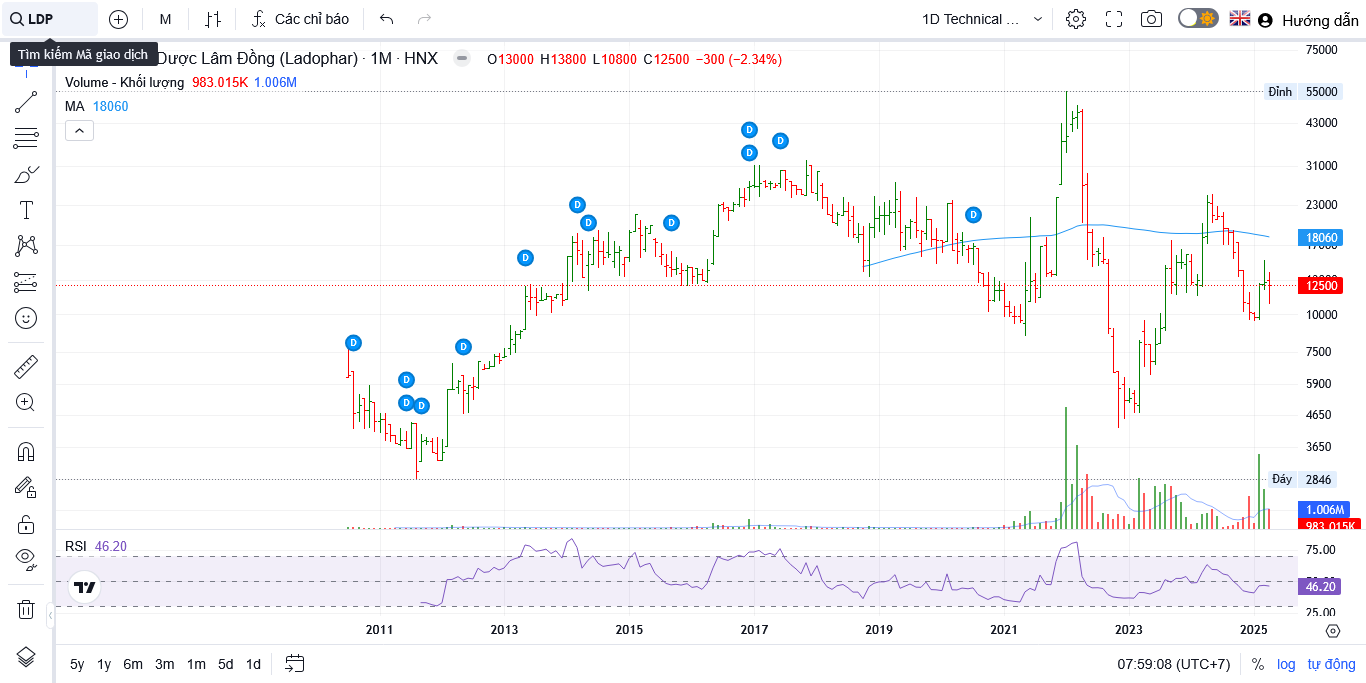 LDP
M
Các chỉ báo
1D Technical ...
Hướng dẫn
Tìm kiếm Mã giao dịch
Dược Lâm Đồng (Ladophar) · 1M · HNX
O13000 H13800 L10800 C12500 −300 (−2.34%)
Volume - Khối lượng 983.015K 1.006M
MA 18060
75000
Đỉnh 55000
43000
31000
23000
18060
12500
10000
7500
5900
4650
3650
Đáy 2846
1.006M
983.015K
D
D
D
D
D
D
D
D
D
D
D
D
D
RSI 46.20
75.00
46.20
25.00
2011 2013 2015 2017 2019 2021 2023 2025
5y 1y 6m 3m 1m 5d 1d
07:59:08 (UTC+7) % log tự động